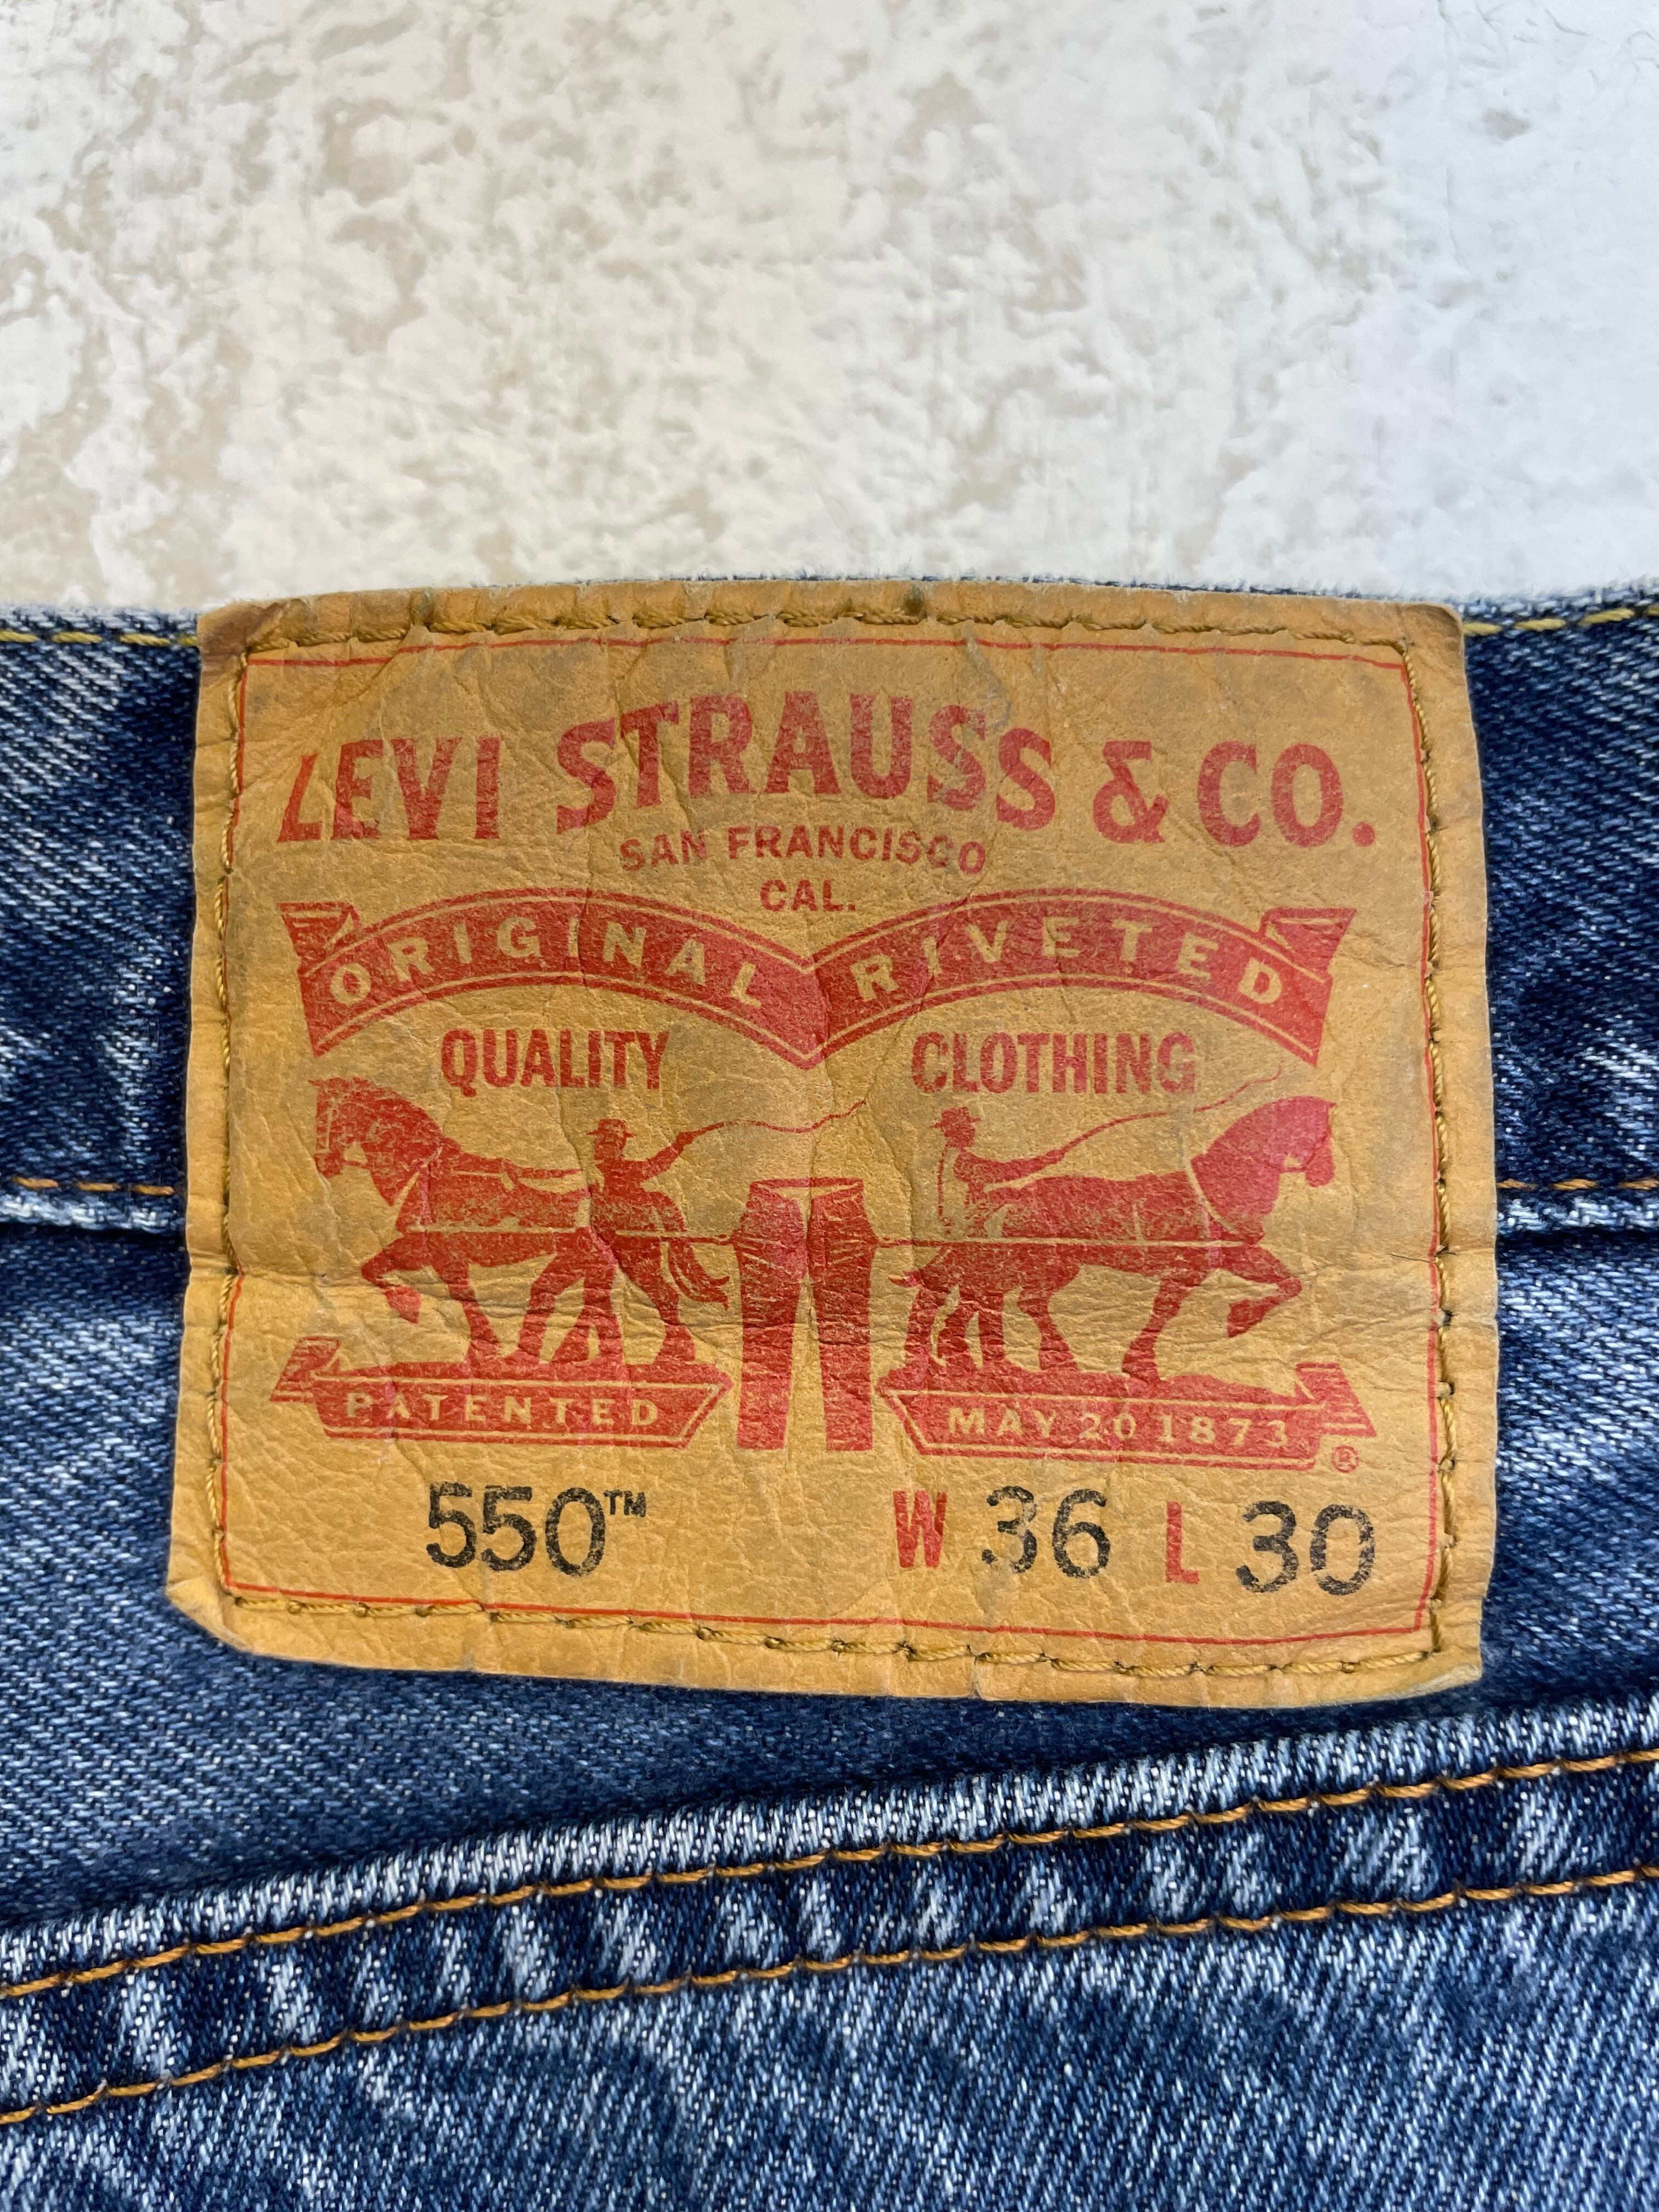 LEVI STRAUSS & CO.
SAN FRANCISCO
CAL.
ORIGINAL RIVETED
QUALITY CLOTHING
PATENTED MAY 20 1873 ®
550™ W 36 L 30